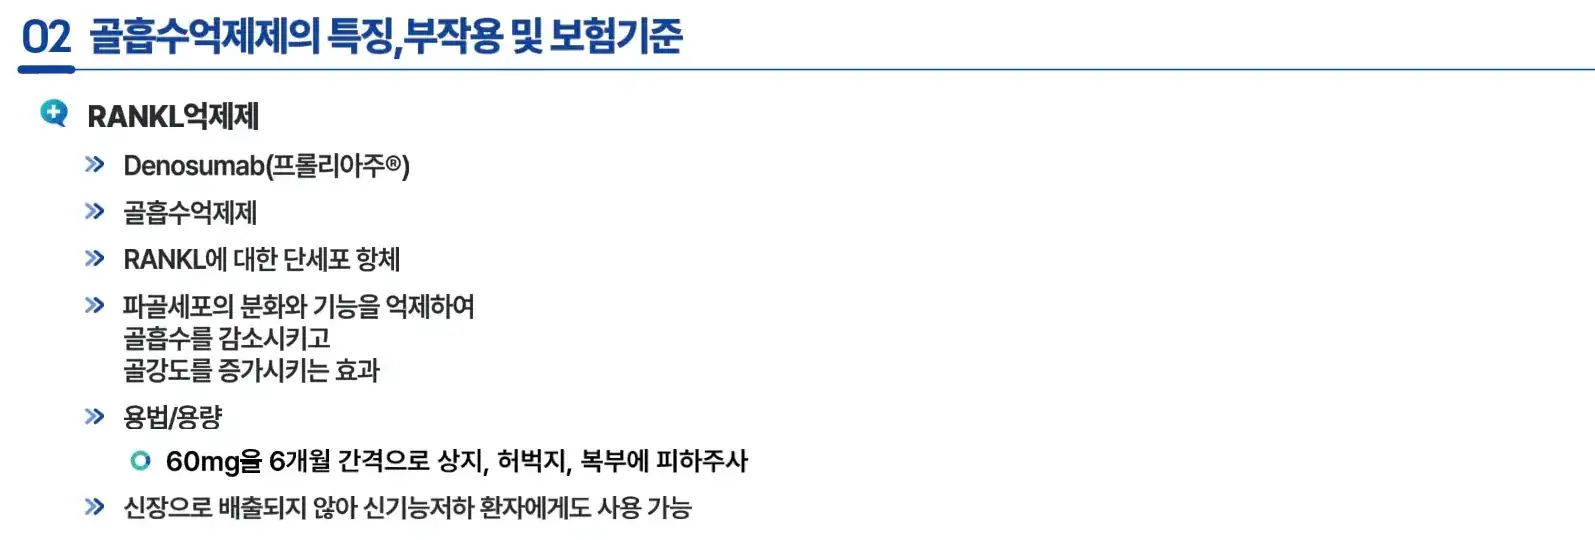 02 골흡수억제제의 특징,부작용 및 보험기준
RANKL억제제
Denosumab(프롤리아주®)
골흡수억제제
RANKL에 대한 단세포 항체
파골세포의 분화와 기능을 억제하여
골흡수를 감소시키고
골강도를 증가시키는 효과
용법/용량
60mg을 6개월 간격으로 상지, 허벅지, 복부에 피하주사
신장으로 배출되지 않아 신기능저하 환자에게도 사용 가능